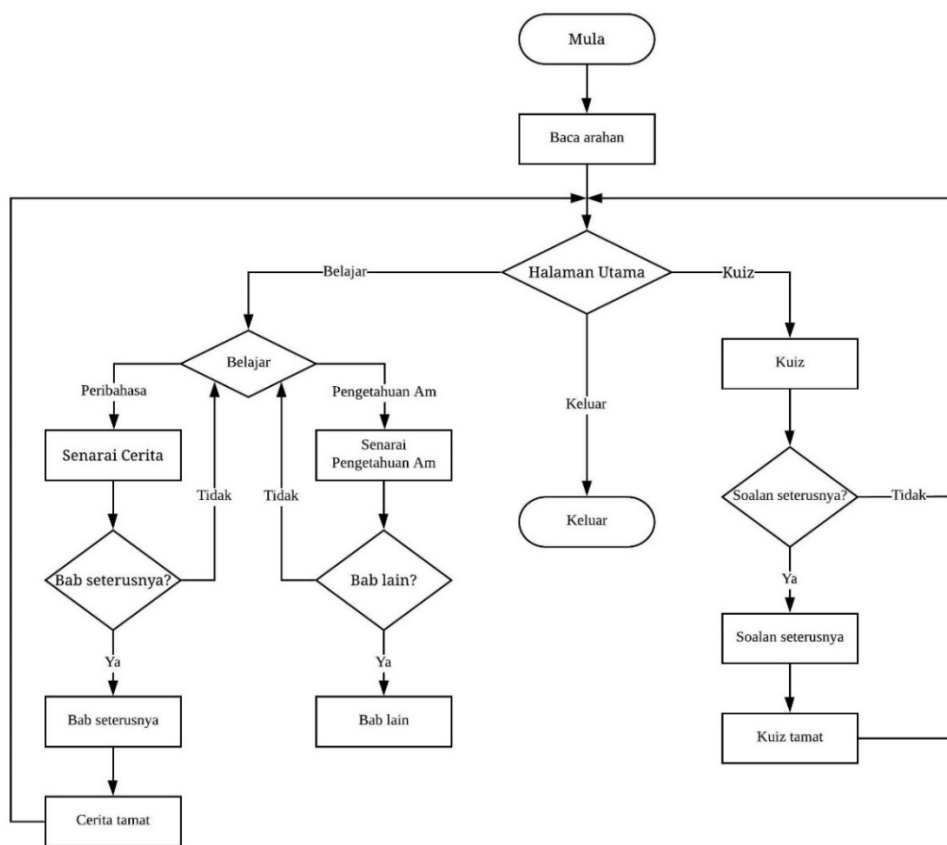 Mula
Baca arahan
Halaman Utama
Belajar
Kuiz
Keluar
Belajar
Peribahasa
Pengetahuan Am
Senarai Cerita
Senarai
Pengetahuan Am
Tidak
Tidak
Bab seterusnya?
Bab lain?
Ya
Ya
Bab seterusnya
Bab lain
Cerita tamat
Keluar
Kuiz
Soalan seterusnya?
Tidak
Ya
Soalan seterusnya
Kuiz tamat